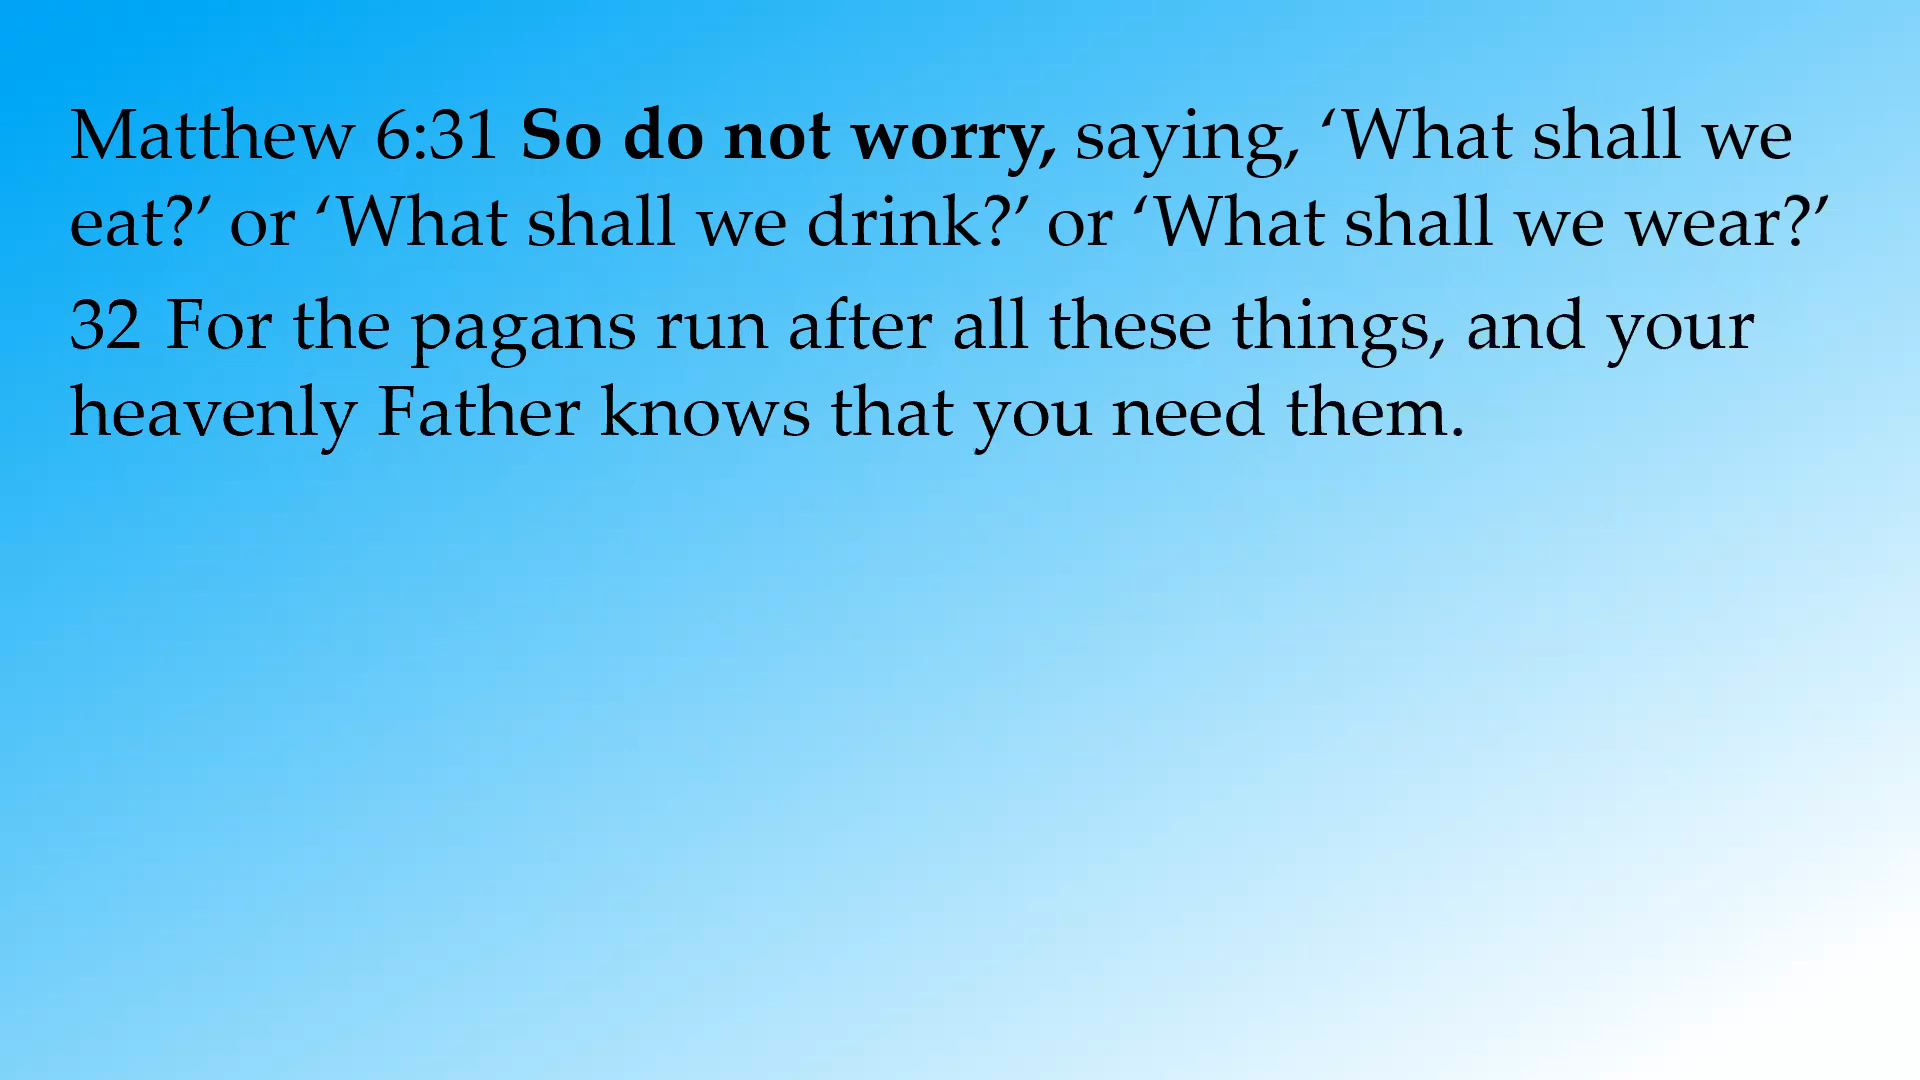 Matthew 6:31 So do not worry, saying, ‘What shall we
eat?’ or ‘What shall we drink?’ or ‘What shall we wear?’
32 For the pagans run after all these things, and your
heavenly Father knows that you need them.